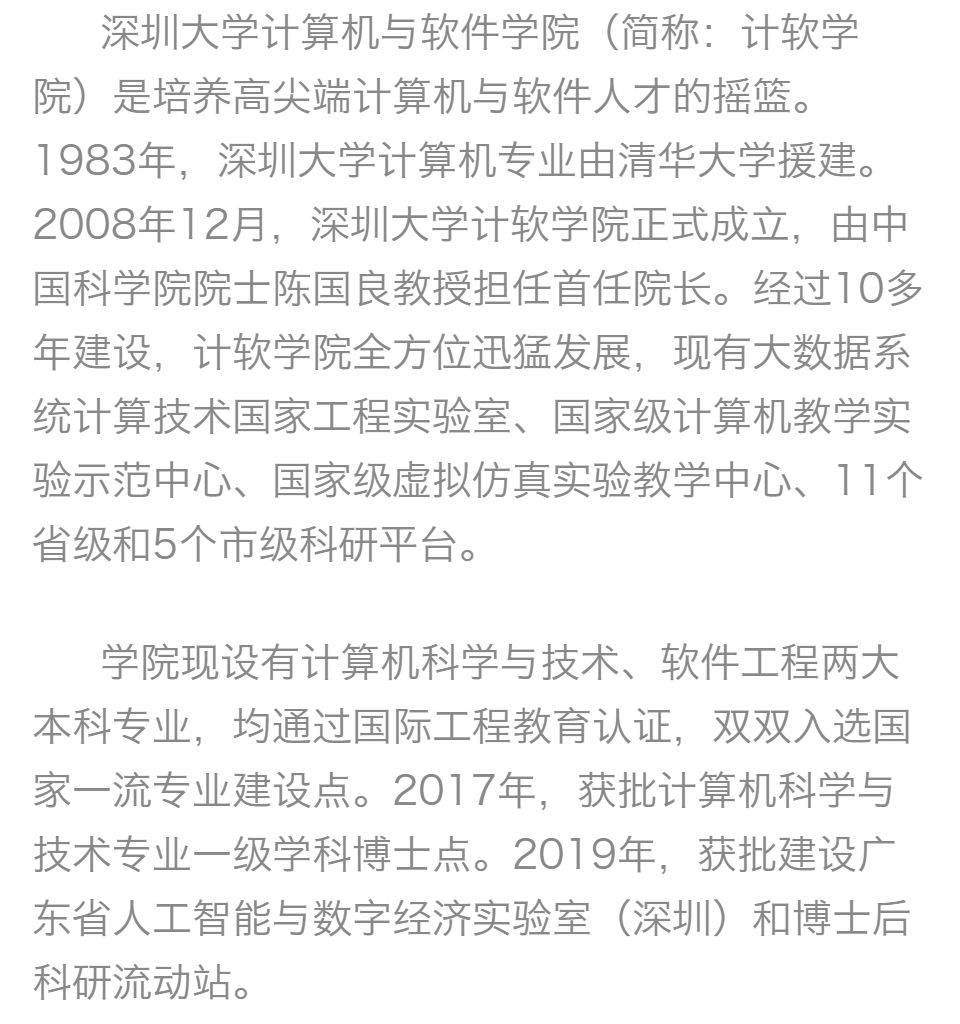 深圳大学计算机与软件学院（简称：计软学
院）是培养高尖端计算机与软件人才的摇篮。
1983年，深圳大学计算机专业由清华大学援建。
2008年12月，深圳大学计软学院正式成立，由中
国科学院院士陈国良教授担任首任院长。经过10多
年建设，计软学院全方位迅猛发展，现有大数据系
统计算技术国家工程实验室、国家级计算机教学实
验示范中心、国家级虚拟仿真实验教学中心、11个
省级和5个市级科研平台。
学院现设有计算机科学与技术、软件工程两大
本科专业，均通过国际工程教育认证，双双入选国
家一流专业建设点。2017年，获批计算机科学与
技术专业一级学科博士点。2019年，获批建设广
东省人工智能与数字经济实验室（深圳）和博士后
科研流动站。